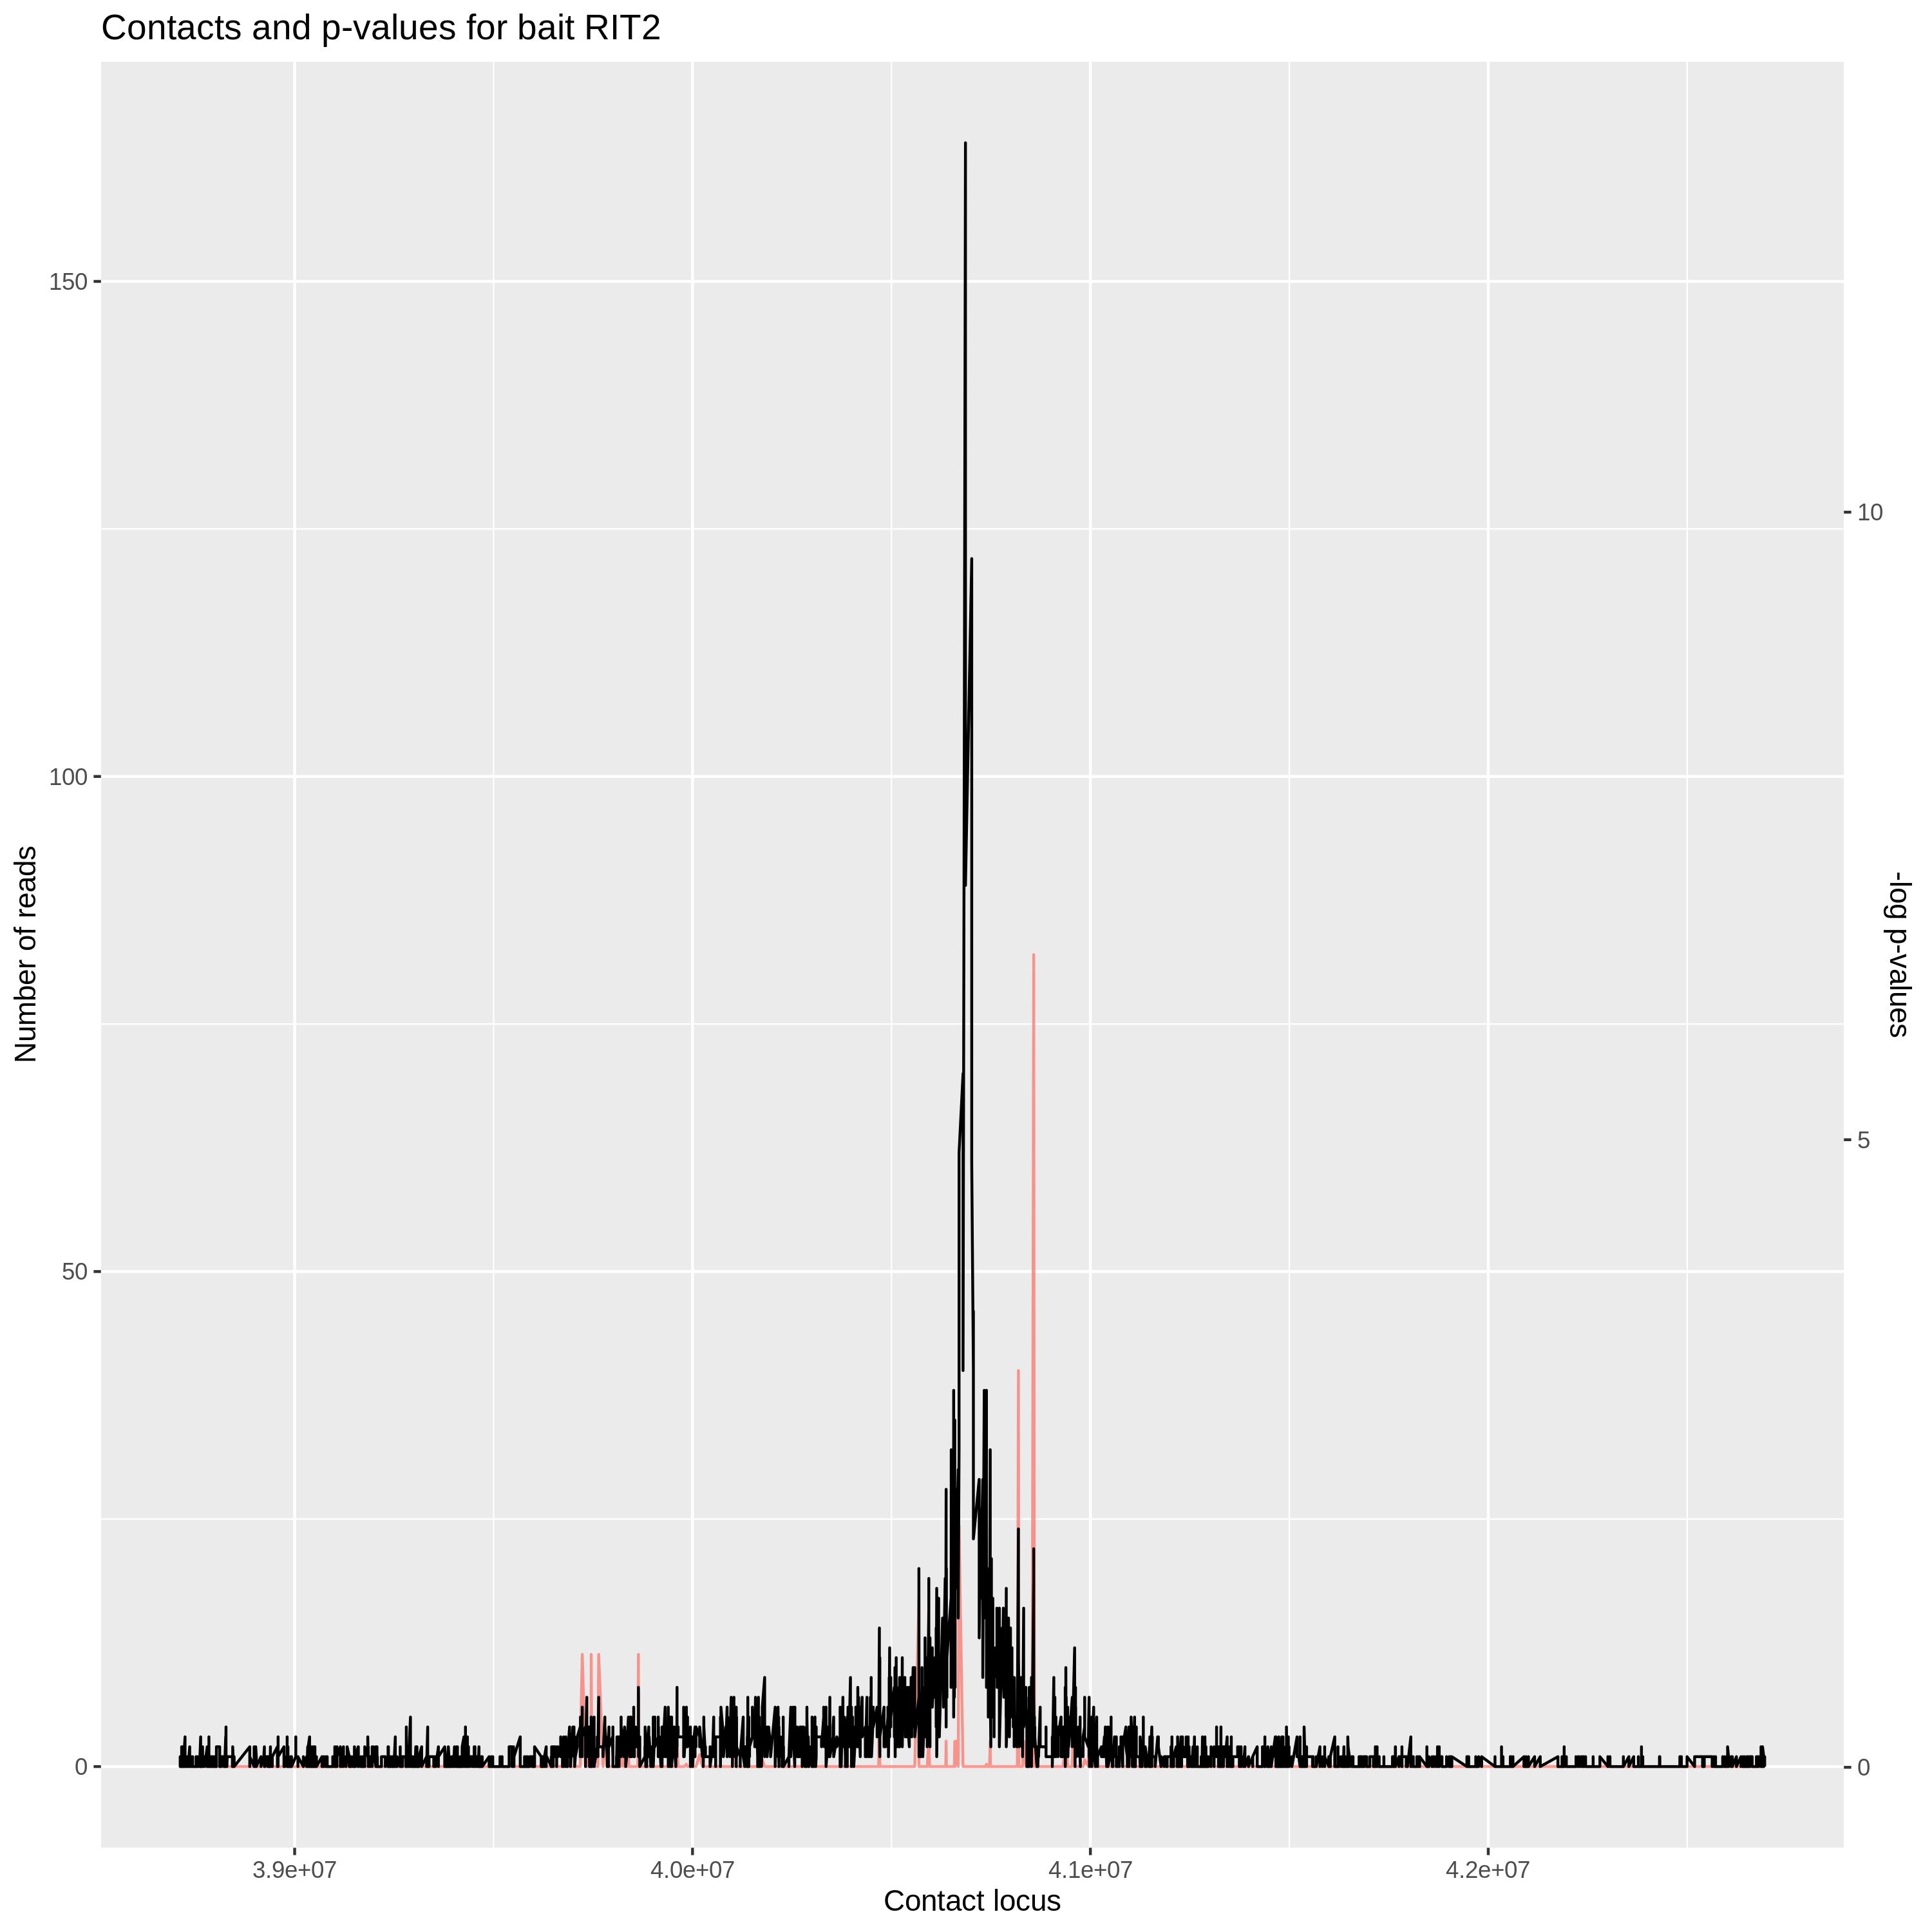 Contacts and p-values for bait RIT2
150
100
50
0
Number of reads
10
5
0
-log p-values
3.9e+07
4.0e+07
4.1e+07
4.2e+07
Contact locus